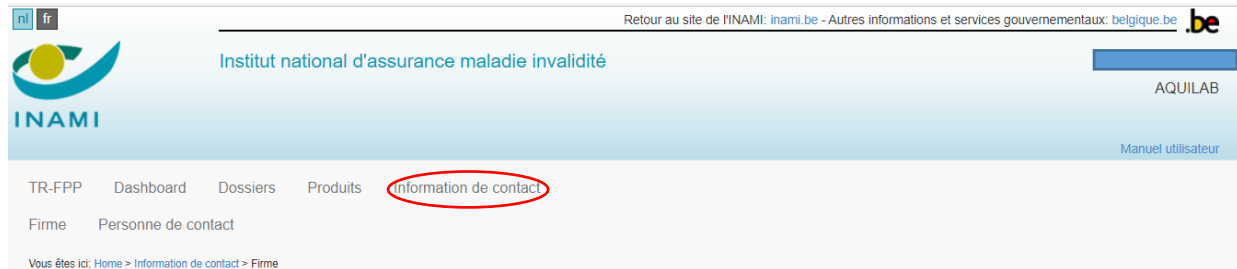 nl fr Retour au site de l'INAMI: inami.be - Autres informations et services gouvernementaux: belgique.be .be
Institut national d'assurance maladie invalidité
AQUILAB
INAMI
Manuel utilisateur
TR-FPP Dashboard Dossiers Produits Information de contact
Firme Personne de contact
Vous êtes ici: Home > Information de contact > Firme